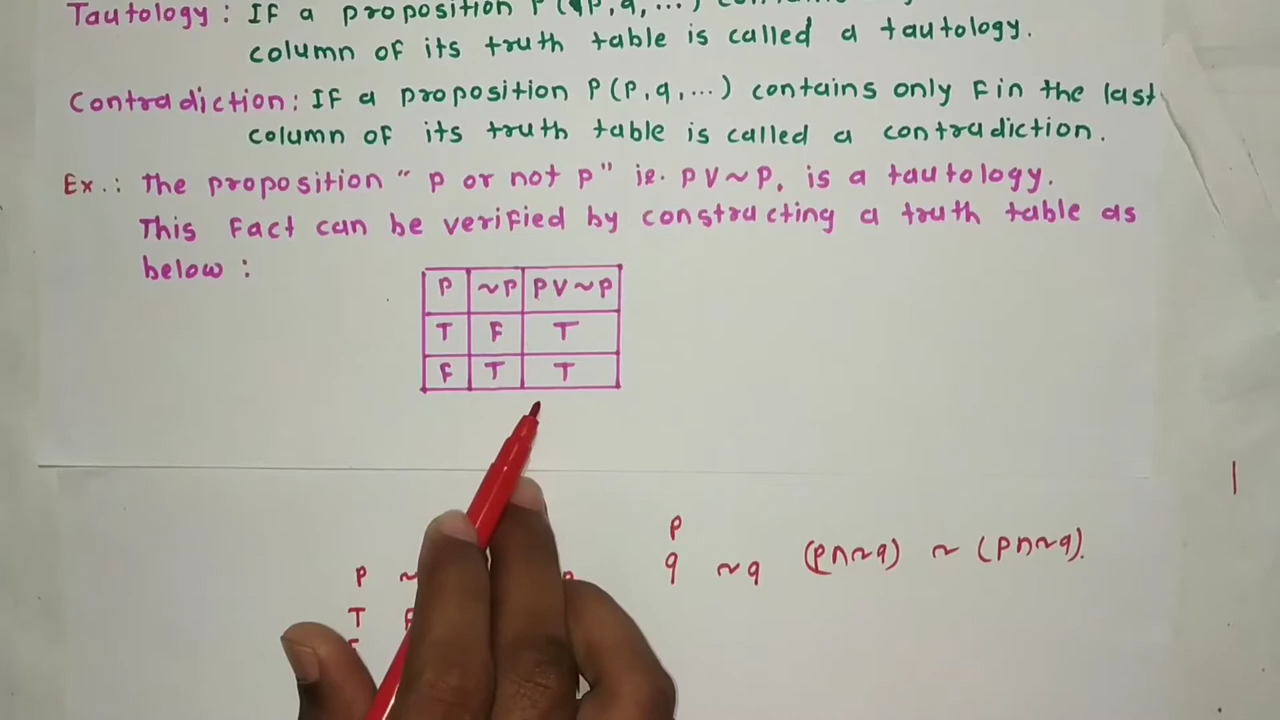 Tautology : If a proposition P(
column of its truth table is called a tautology.
Contradiction: If a proposition P(P,q,...) contains only F in the last
column of its truth table is called a contradiction.
Ex.: The proposition "p or not p" ie. P V ~ P, is a tautology.
This Fact can be verified by constructing a truth table as
below :
P ~P P V ~ P
T F T
F T T
P
P ~ q ~q (p∩~q) ~ (p∩~q).
T